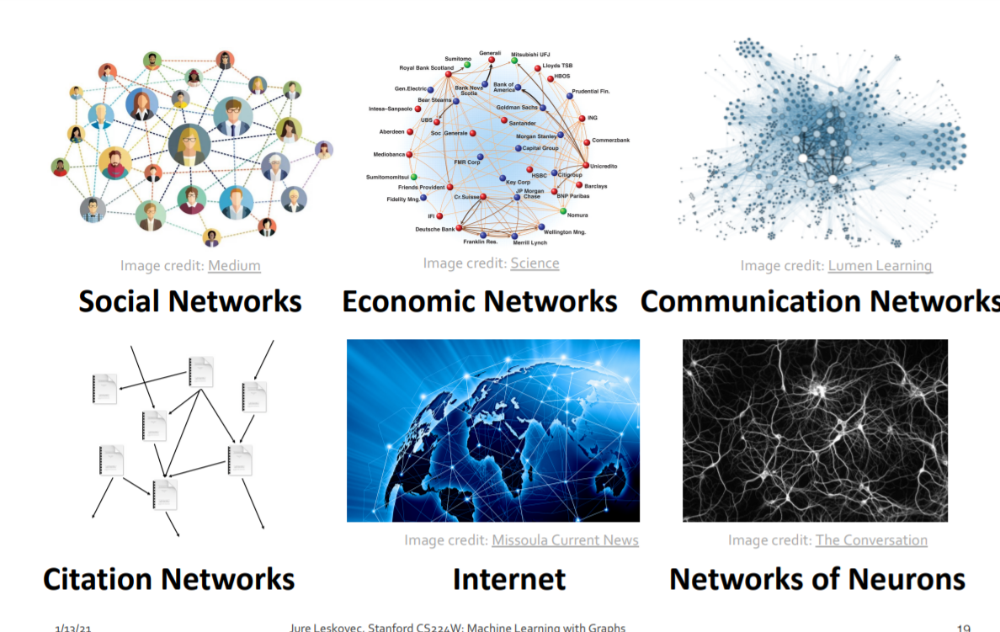 Generali
Mitsubishi UFJ
Sumitomo
Royal Bank Scotland
Lloyds TSB
HBOS
Gen.Electric
Bank Nova
Scotia
Bank of
America
Prudential Fin.
Bear Stearns
Intesa-Sanpaolo
Goldman Sachs
UBS
Santander
ING
Aberdeen
Soc.Generale
Morgan Stanley
Commerzbank
Capital Group
Mediobanca
FMR Corp
Unicredito
HSBC
Citigroup
Sumitomomitsui
Key Corp
Barclays
Friends Provident
JP Morgan
Chase
BNP Paribas
Fidelity Mng.
Cr.Suisse
Nomura
IFI
Deutsche Bank
Wellington Mng.
Franklin Res.
Merrill Lynch
Image credit: Medium
Image credit: Science
Image credit: Lumen Learning
Social Networks
Economic Networks
Communication Networks
Image credit: Missoula Current News
Image credit: The Conversation
Citation Networks
Internet
Networks of Neurons
1/13/21
Jure Leskovec, Stanford CS224W: Machine Learning with Graphs
19